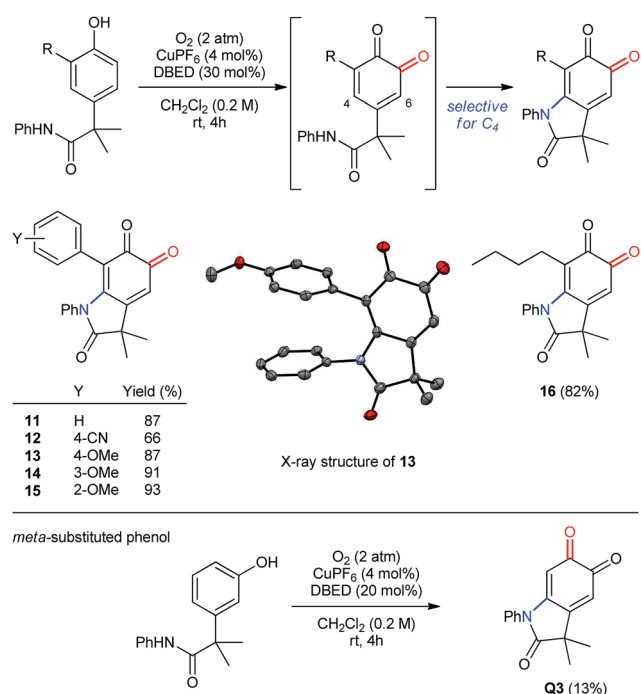 OH
R
PhHN
O
O₂ (2 atm)
CuPF₆ (4 mol%)
DBED (30 mol%)
CH₂Cl₂ (0.2 M)
rt, 4h
O
R
O
4
6
PhHN
O
selective
for C₄
O
R
O
PhN
O
Y
O
O
PhN
O
Y Yield (%)
11 H 87
12 4-CN 66
13 4-OMe 87
14 3-OMe 91
15 2-OMe 93
X-ray structure of 13
O
O
PhN
O
16 (82%)
meta-substituted phenol
OH
PhHN
O
O₂ (2 atm)
CuPF₆ (4 mol%)
DBED (20 mol%)
CH₂Cl₂ (0.2 M)
rt, 4h
O
O
PhN
O
Q3 (13%)